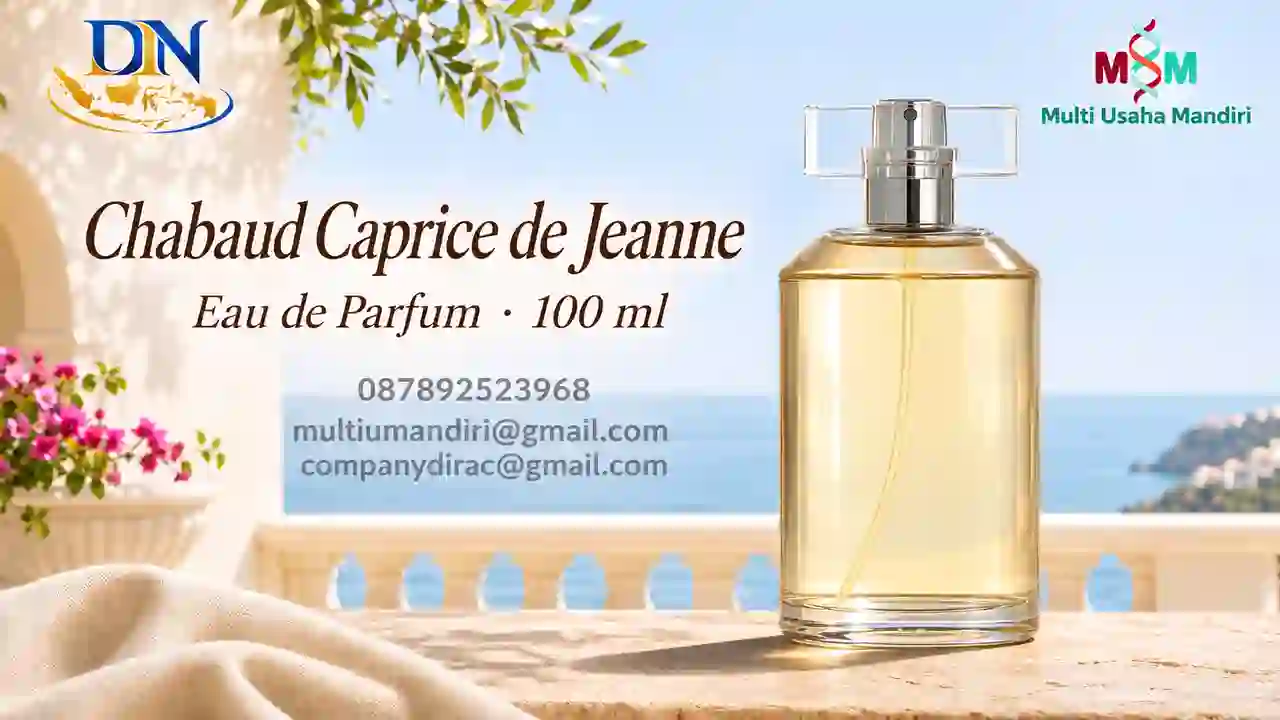 DN
MSM
Multi Usaha Mandiri
Chabaud Caprice de Jeanne
Eau de Parfum · 100 ml
087892523968
multiumandiri@gmail.com
companydirac@gmail.com